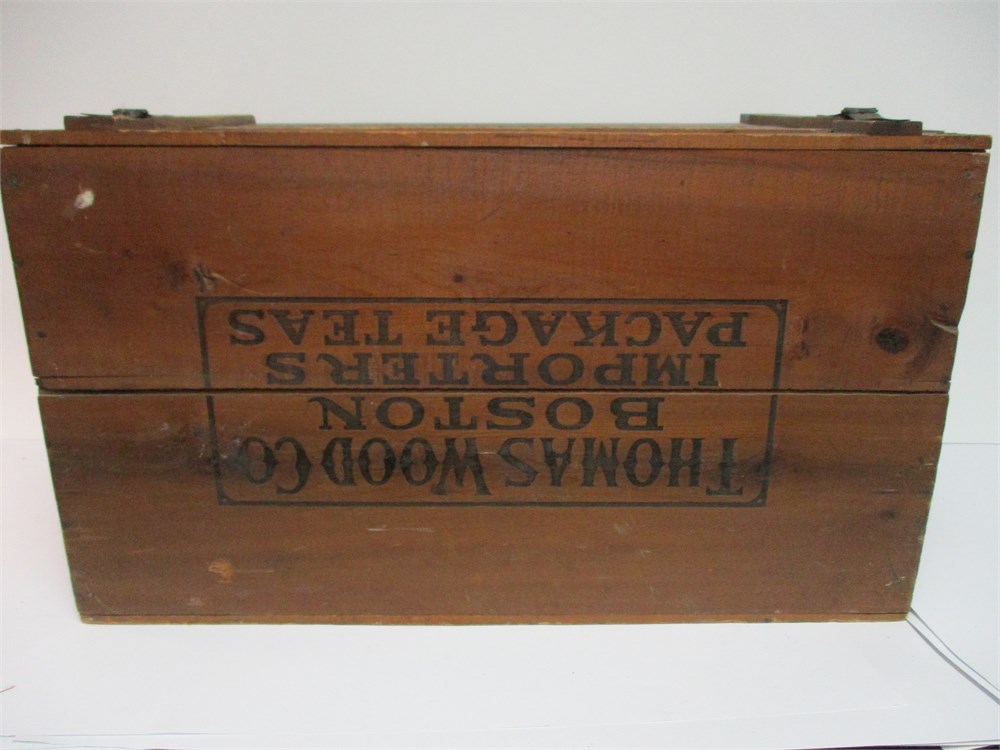 THOMAS WOOD CO
BOSTON
IMPORTERS
PACKAGE TEAS